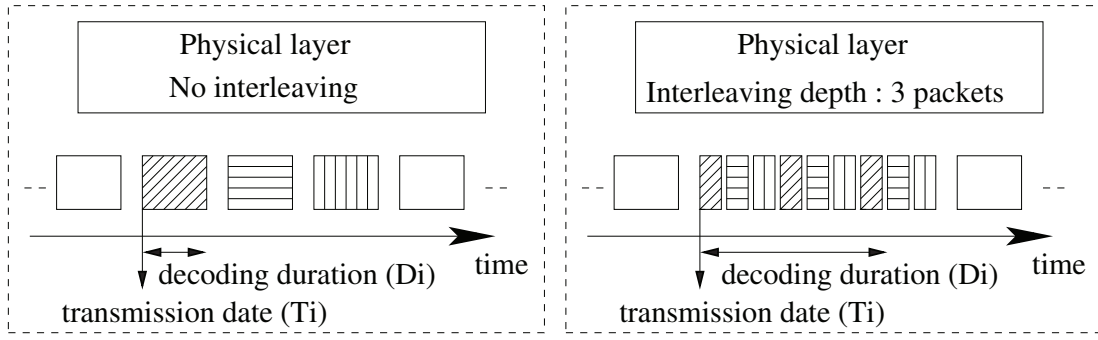 Physical layer
No interleaving
decoding duration (Di)
time
transmission date (Ti)
Physical layer
Interleaving depth : 3 packets
decoding duration (Di)
time
transmission date (Ti)